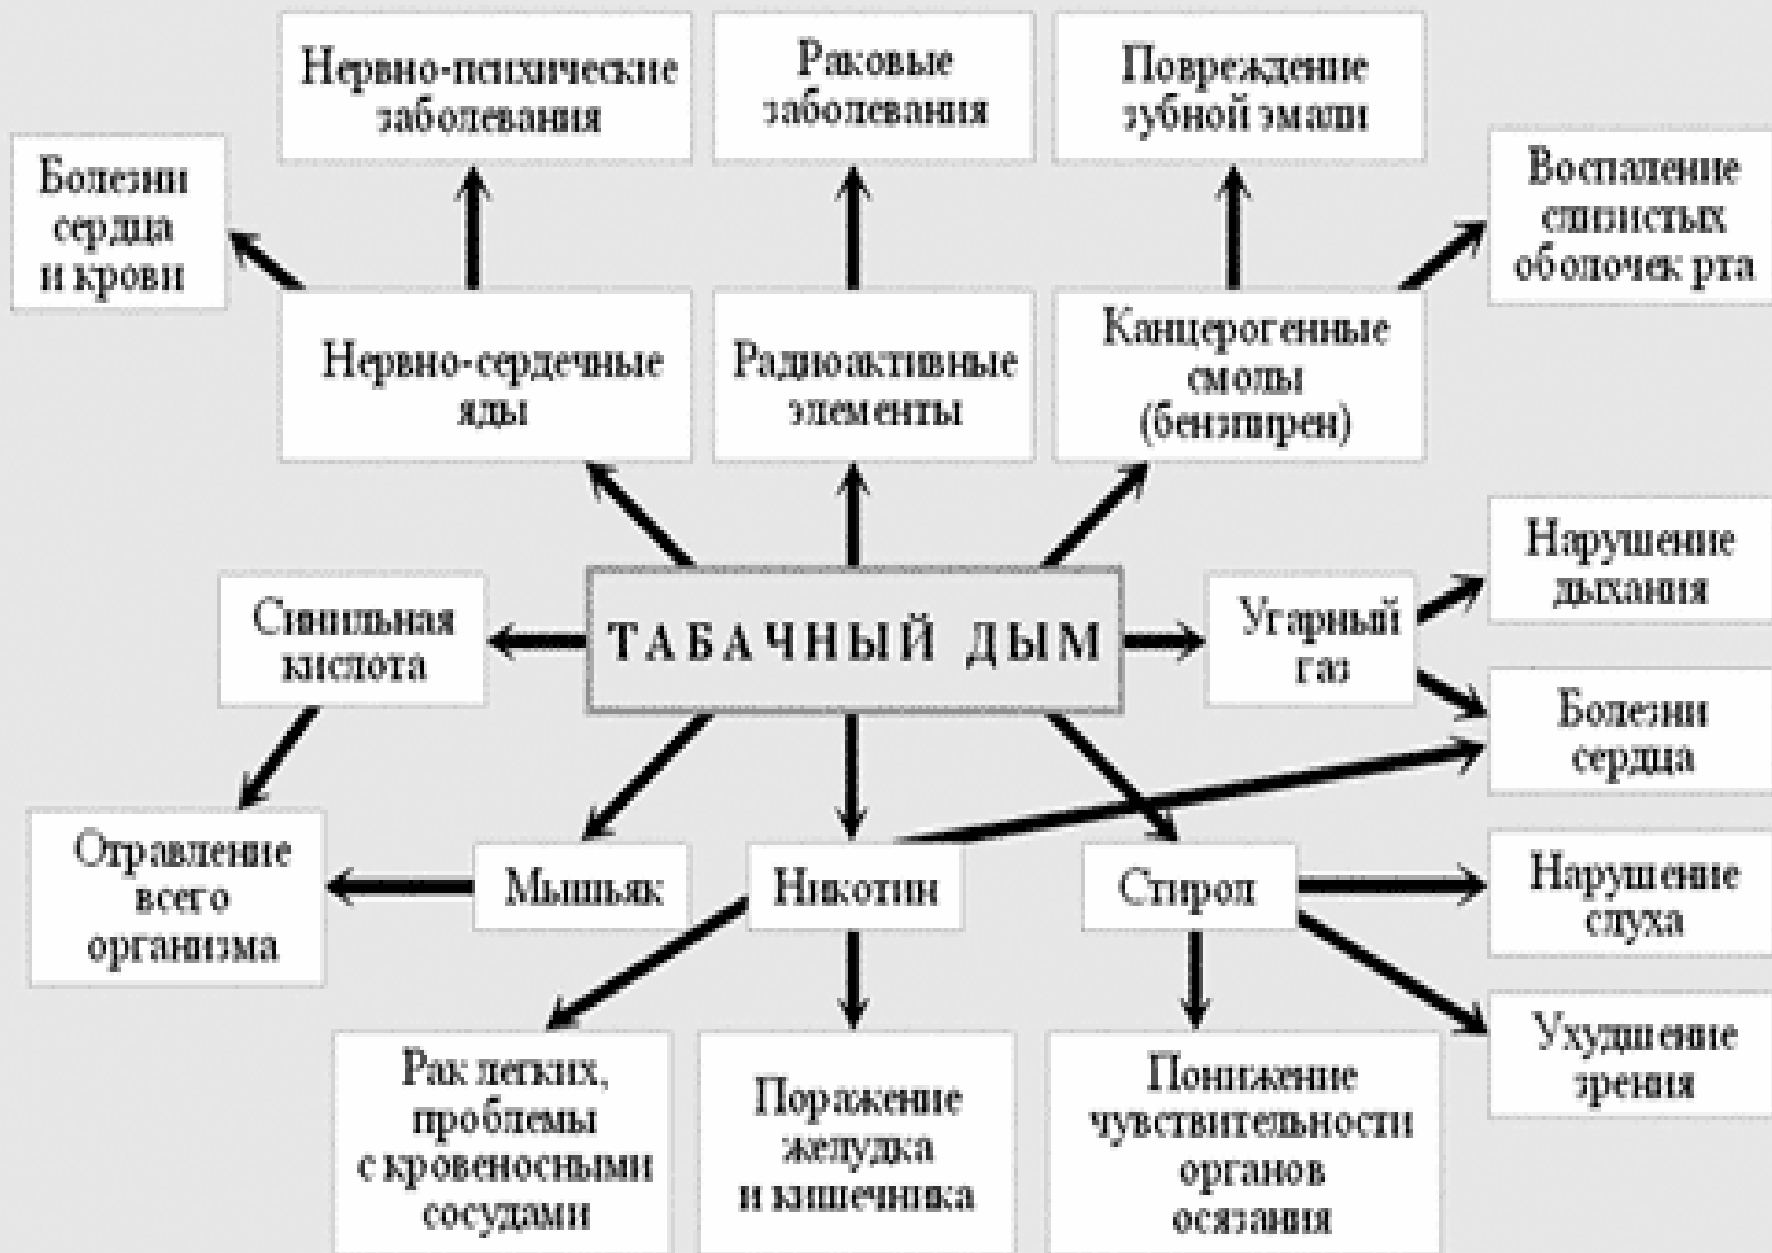 Нервно-психические
заболевания
Раковые
заболевания
Повреждение
зубной эмали
Болезни
сердца
и крови
Воспаление
слизистых
оболочек рта
Нервно-сердечные
яды
Радиоактивные
элементы
Канцерогенные
смолы
(бензпирен)
Нарушение
дыхания
Синильная
кислота
ТАБАЧНЫЙ ДЫМ
Угарный
газ
Болезни
сердца
Отравление
всего
организма
Мышьяк
Никотин
Стирол
Нарушение
слуха
Ухудшение
зрения
Рак легких,
проблемы
с кровеносными
сосудами
Поражение
желудка
и кишечника
Понижение
чувствительности
органов
осязания